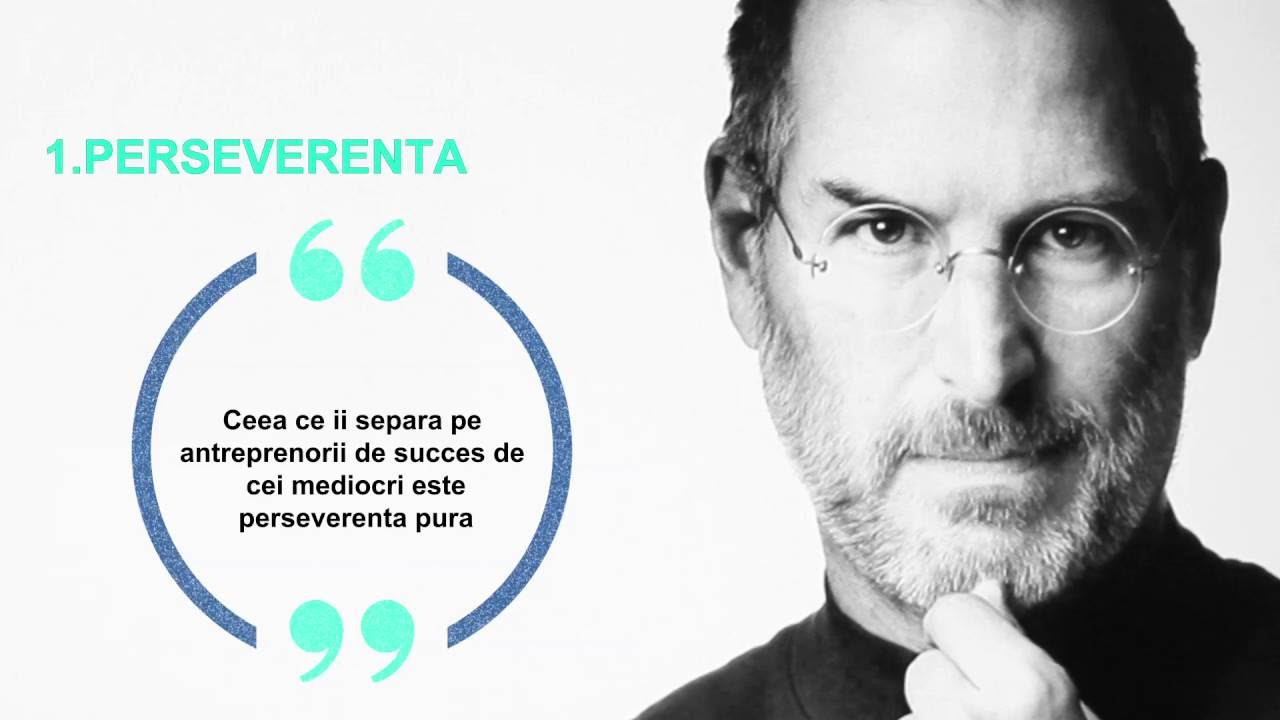 1.PERSEVERENTA
Ceea ce ii separa pe
antreprenorii de succes de
cei mediocri este
perseverenta pura